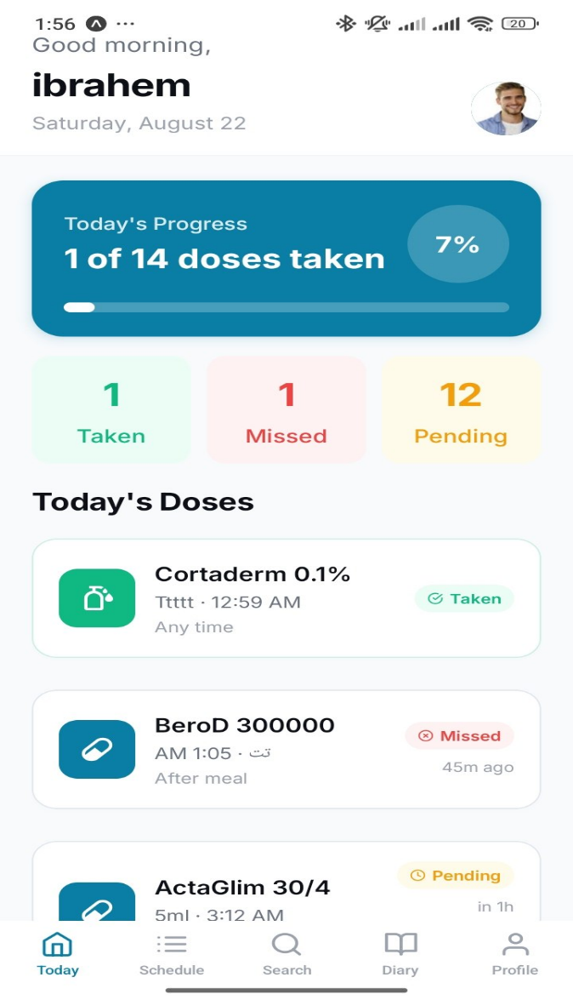 1:56
20
Good morning,
ibrahem
Saturday, August 22
Today's Progress
1 of 14 doses taken
7%
1
Taken
1
Missed
12
Pending
Today's Doses
Cortaderm 0.1%
Ttttt · 12:59 AM
Any time
Taken
BeroD 300000
AM 1:05 · تت
After meal
Missed
45m ago
ActaGlim 30/4
5ml · 3:12 AM
Pending
in 1h
Today
Schedule
Search
Diary
Profile